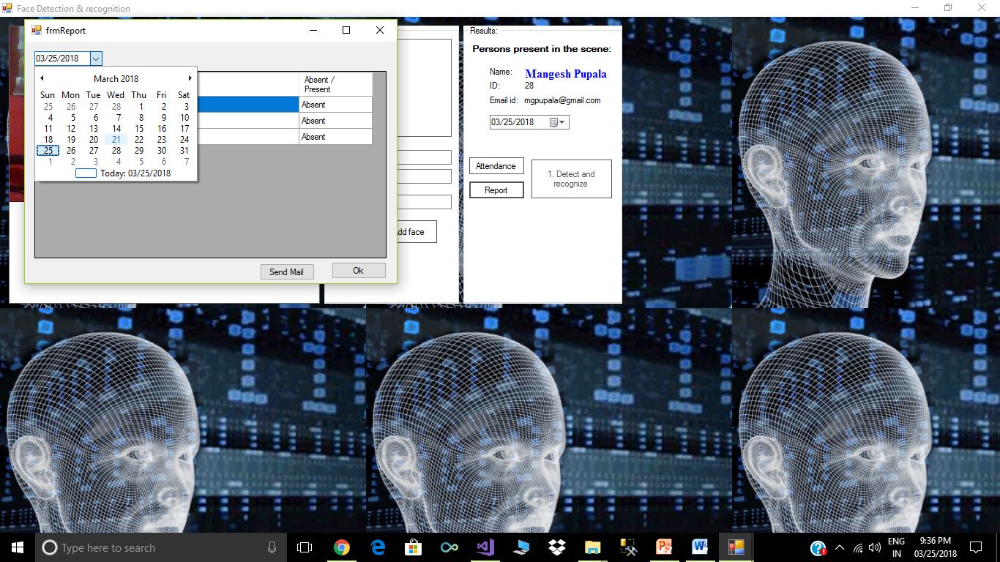 Face Detection & recognition
frmReport
03/25/2018
March 2018
Sun Mon Tue Wed Thu Fri Sat
25 26 27 28 1 2 3
4 5 6 7 8 9 10
11 12 13 14 15 16 17
18 19 20 21 22 23 24
25 26 27 28 29 30 31
1 2 3 4 5 6 7
Today: 03/25/2018
Absent /
Present
Absent
Absent
Absent
Send Mail
Ok
dd face
Results:
Persons present in the scene:
Name: Mangesh Pupala
ID: 28
Email id: mgpupala@gmail.com
03/25/2018
Attendance
Report
1. Detect and
recognize
Type here to search
ENG
IN
9:36 PM
03/25/2018